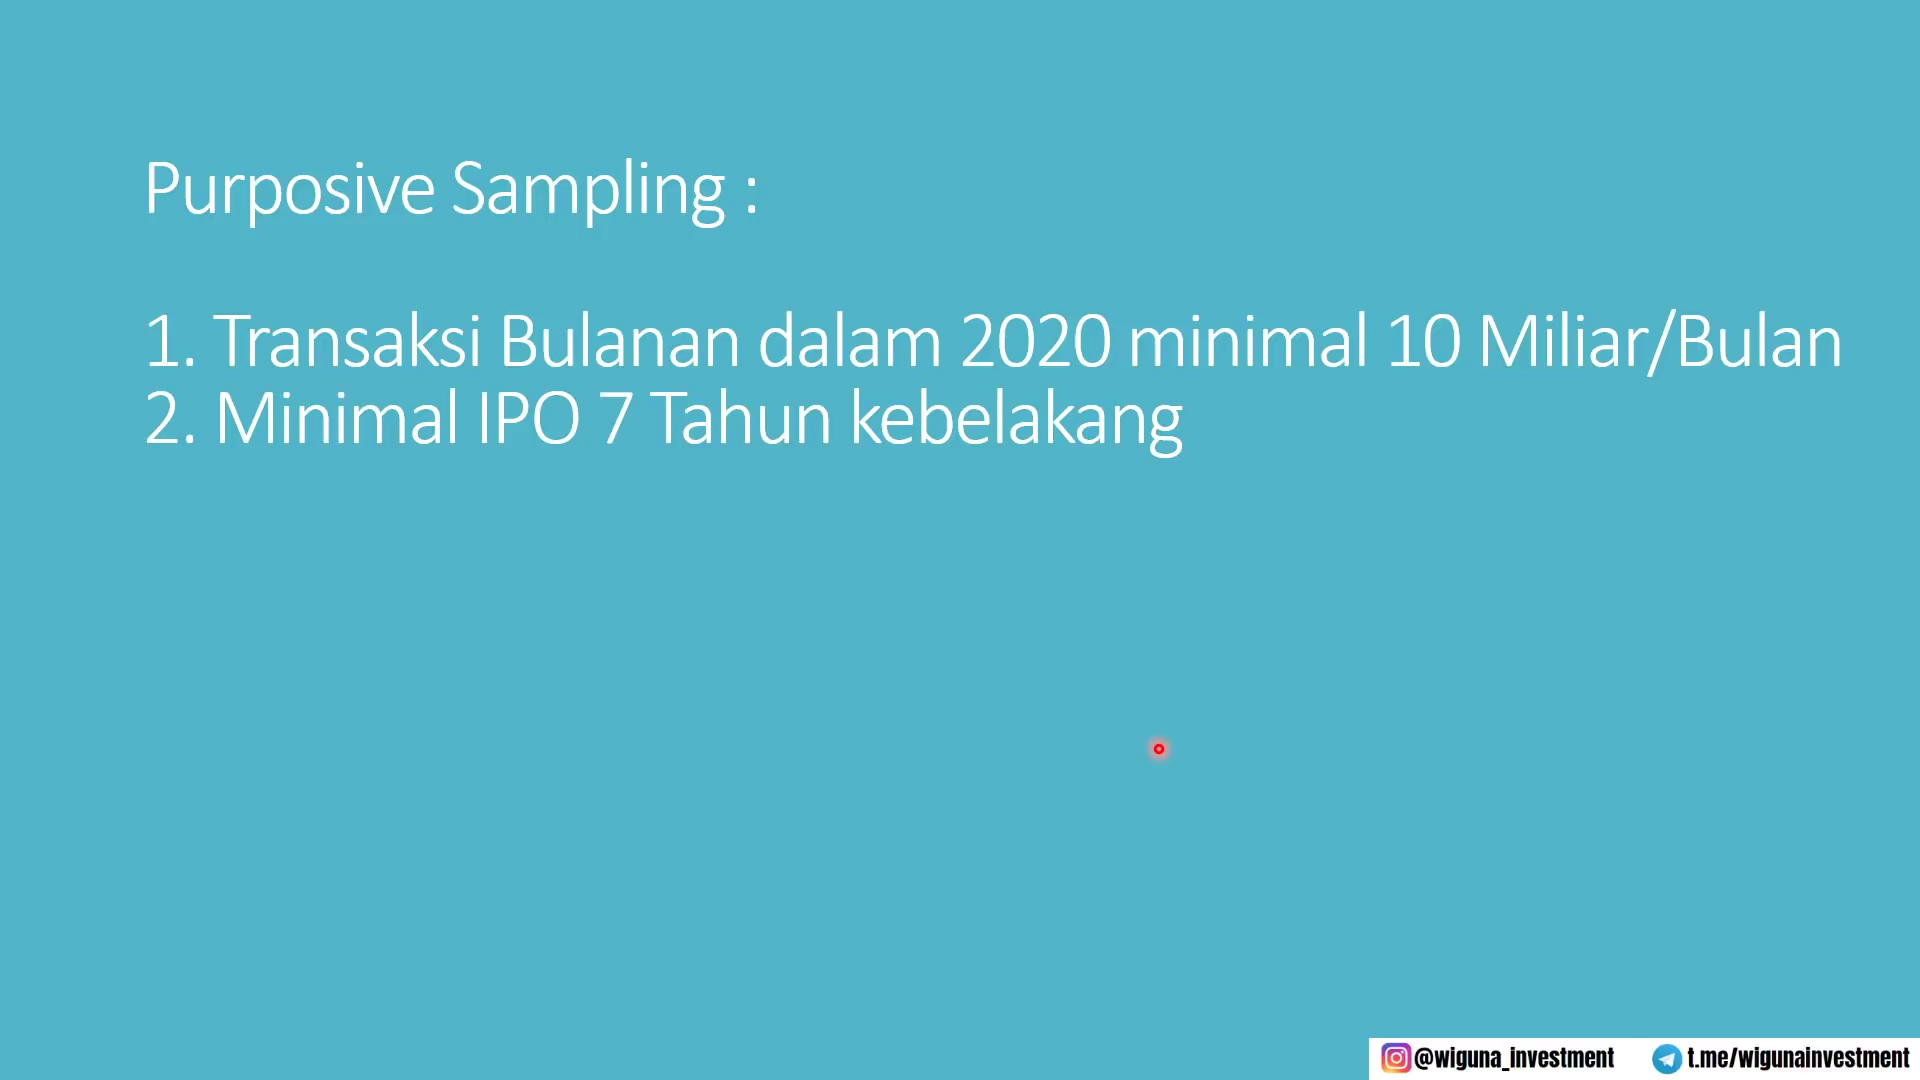 Purposive Sampling :
1. Transaksi Bulanan dalam 2020 minimal 10 Miliar/Bulan
2. Minimal IPO 7 Tahun kebelakang
@wiguna_investment
t.me/wigunainvestment